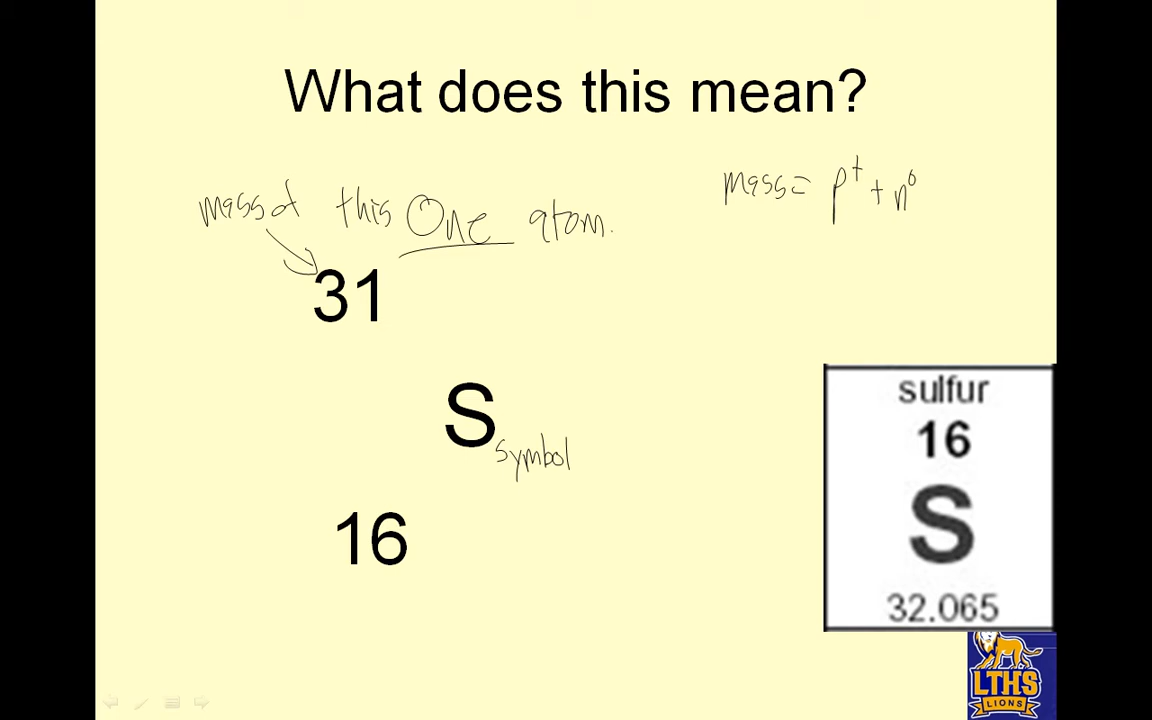 What does this mean?
mass of this One atom.
mass = p⁺ + n⁰
31
S
symbol
16
sulfur
16
S
32.065
LTHS
LIONS